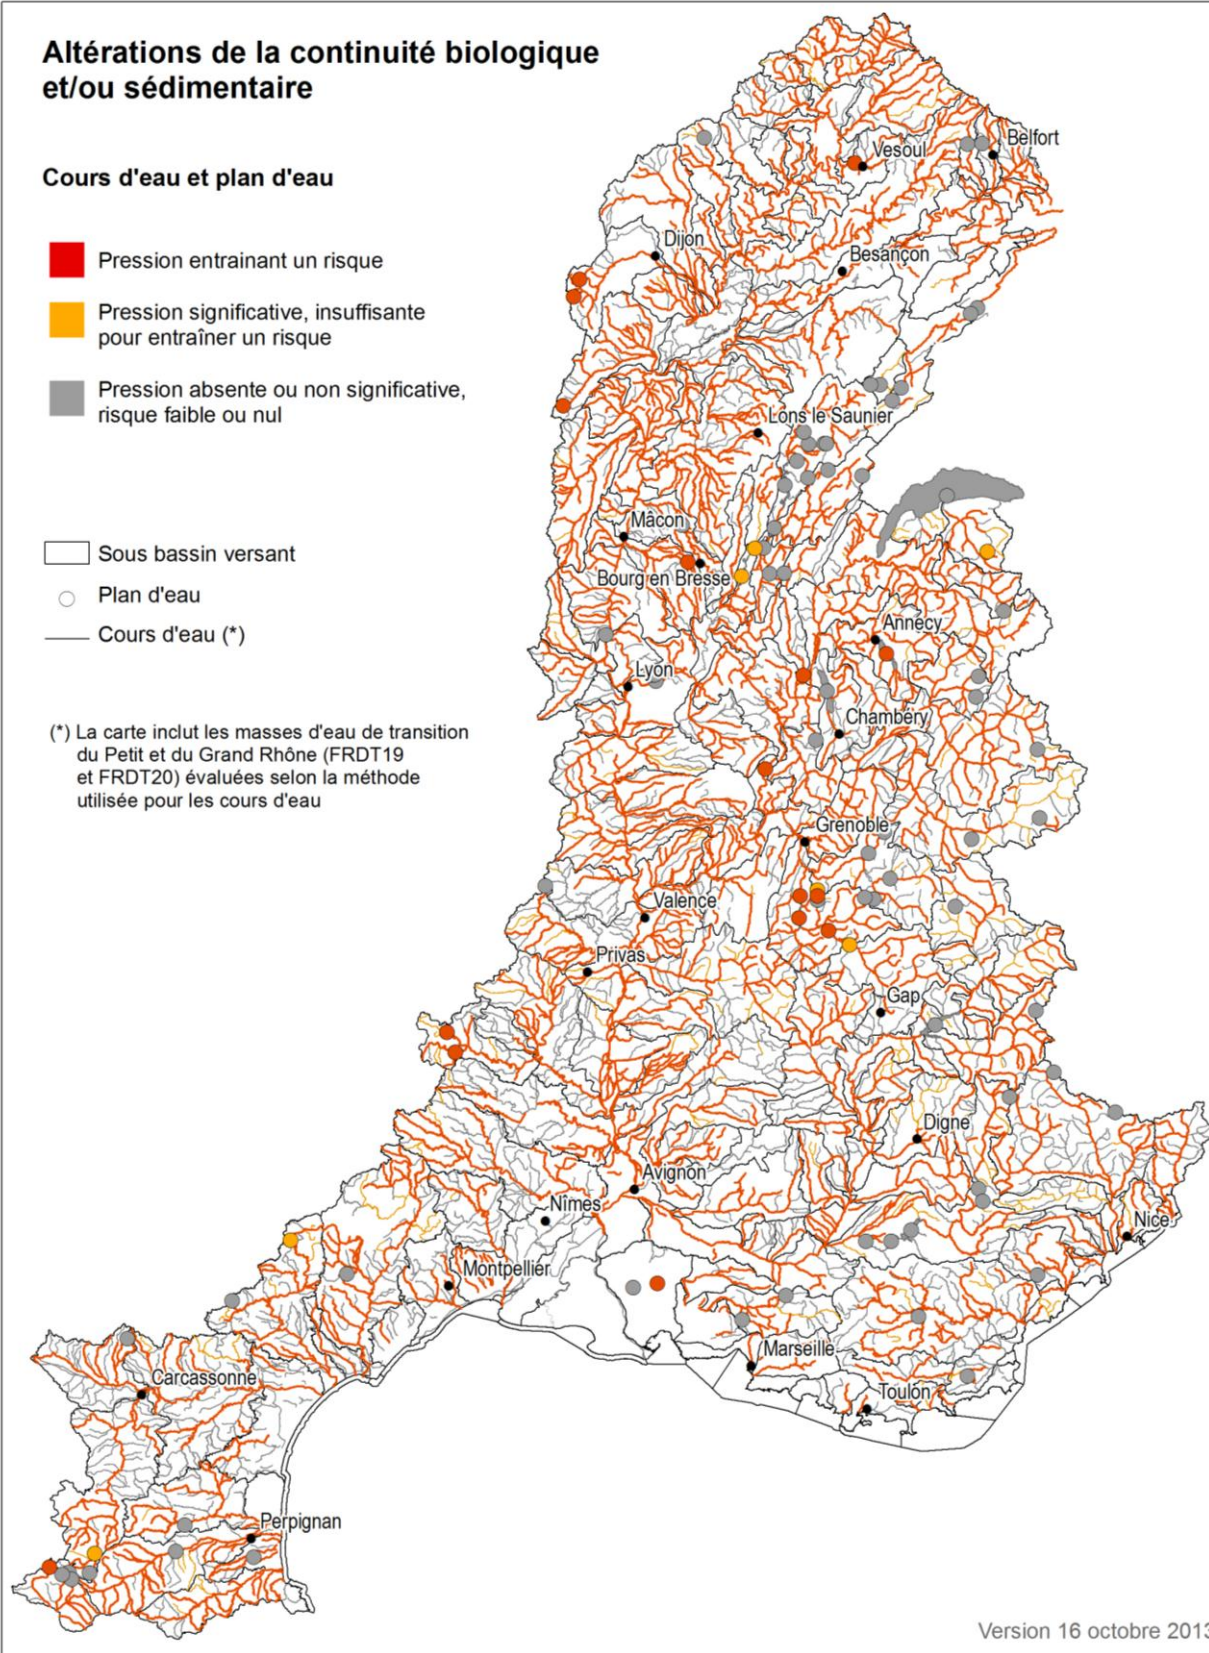 Altérations de la continuité biologique
et/ou sédimentaire
Cours d'eau et plan d'eau
Pression entrainant un risque
Pression significative, insuffisante
pour entraîner un risque
Pression absente ou non significative,
risque faible ou nul
Sous bassin versant
Plan d'eau
Cours d'eau (*)
(*) La carte inclut les masses d'eau de transition
du Petit et du Grand Rhône (FRDT19
et FRDT20) évaluées selon la méthode
utilisée pour les cours d'eau
Belfort
Vesoul
Dijon
Besançon
Lons le Saunier
Mâcon
Bourg en Bresse
Annecy
Lyon
Chambéry
Grenoble
Valence
Privas
Gap
Digne
Avignon
Nîmes
Nice
Montpellier
Marseille
Carcassonne
Toulon
Perpignan
Version 16 octobre 2013